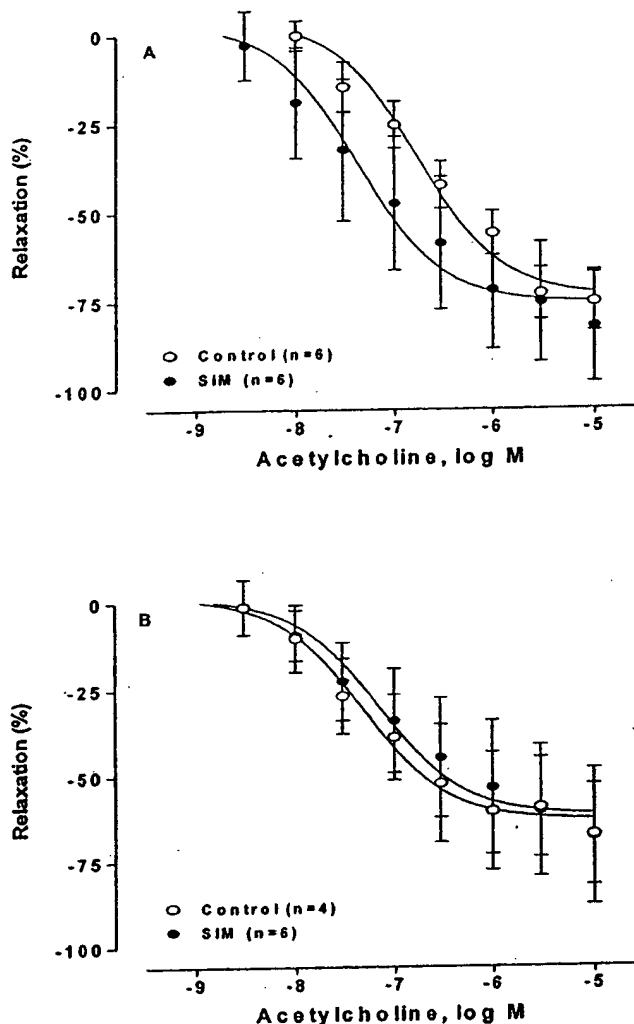 A
0
-25
-50
-75
-100
Relaxation (%)
Control (n=6)
SIM (n=6)
-9 -8 -7 -6 -5
Acetylcholine, log M
B
0
-25
-50
-75
-100
Relaxation (%)
Control (n=4)
SIM (n=6)
-9 -8 -7 -6 -5
Acetylcholine, log M